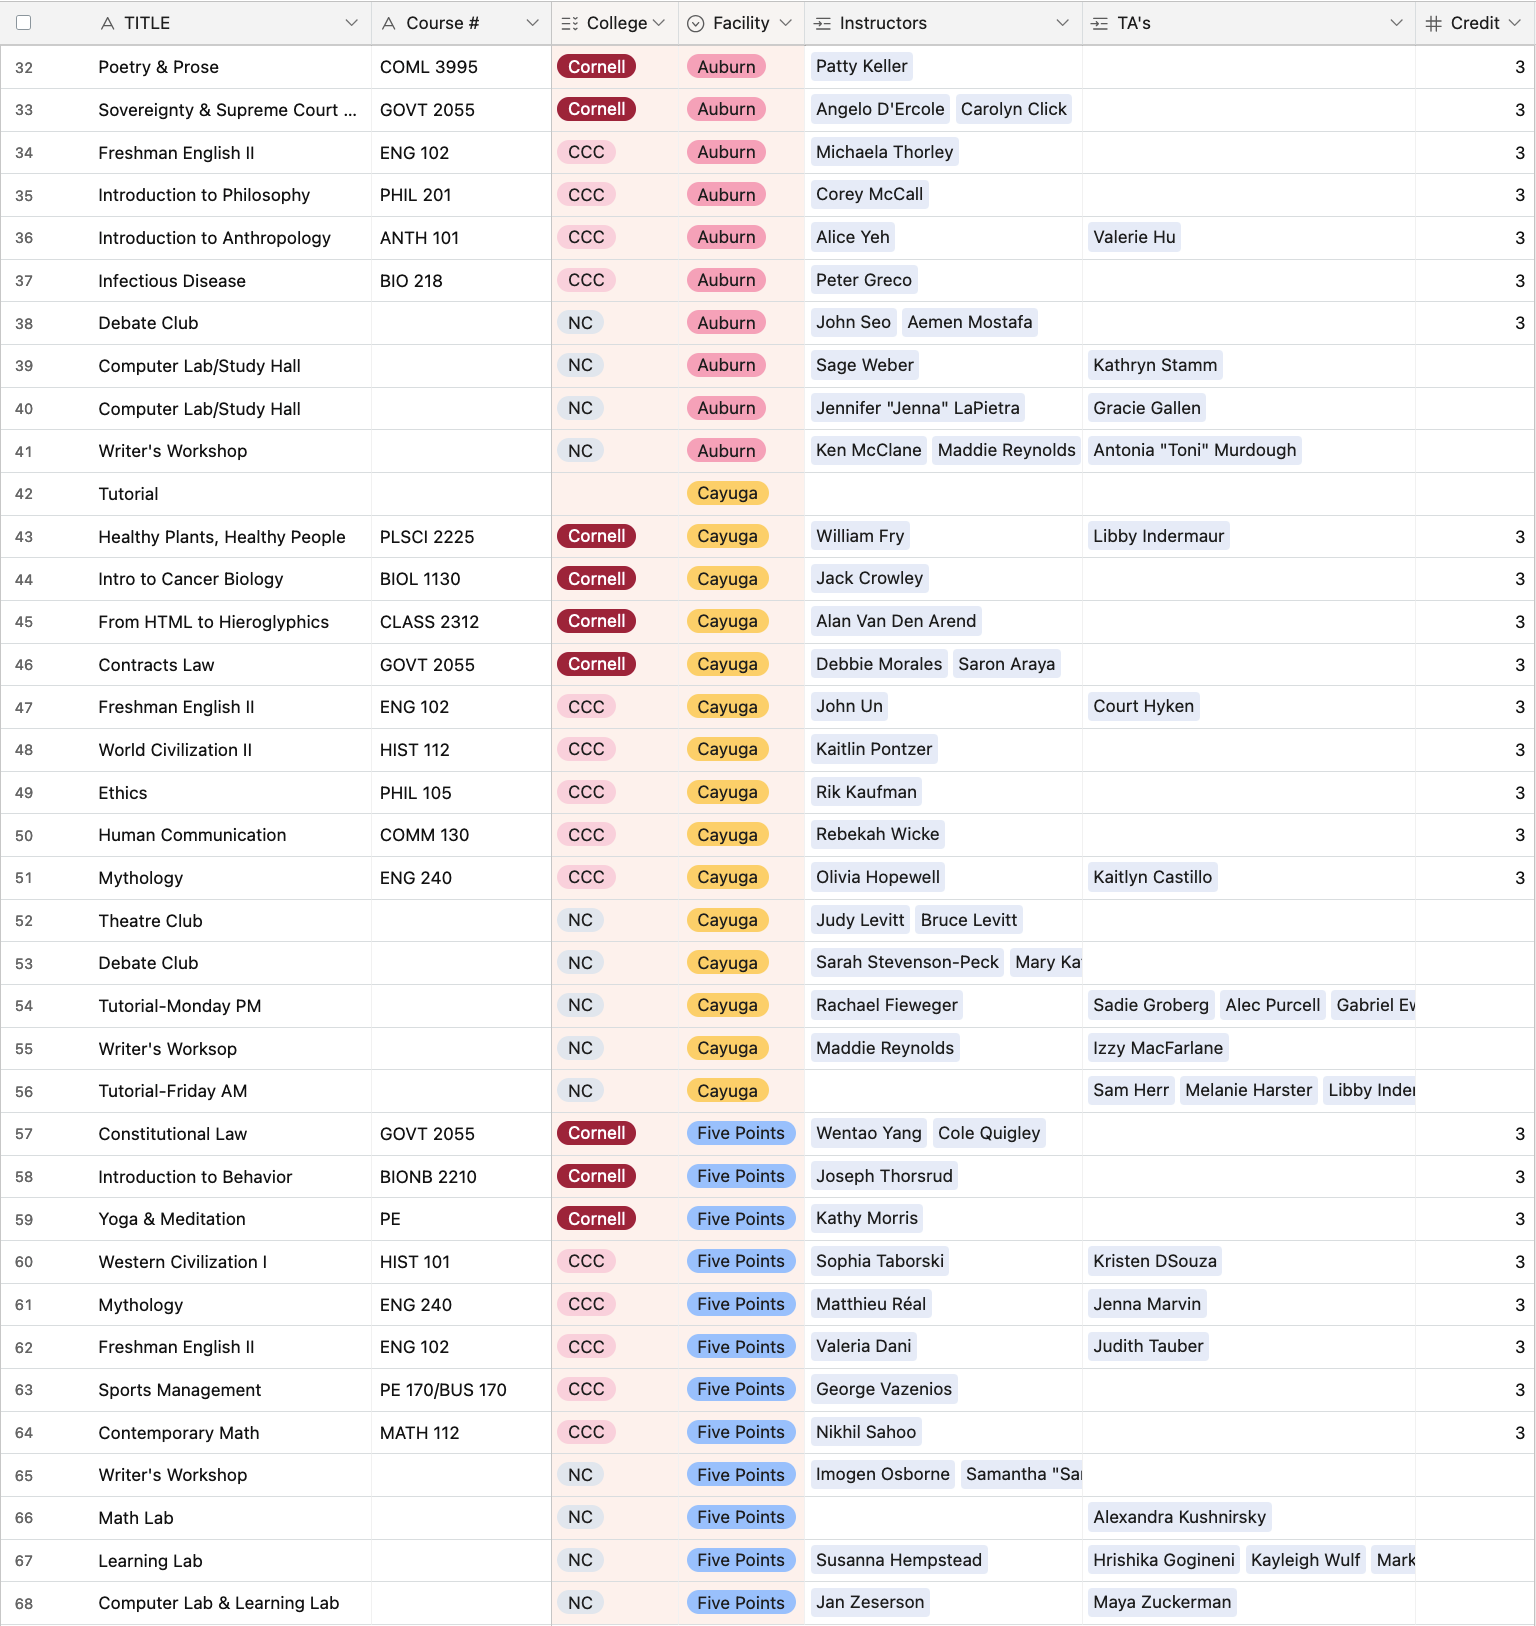 TITLE Course # College Facility Instructors TA's Credit
32 Poetry & Prose COML 3995 Cornell Auburn Patty Keller 3
33 Sovereignty & Supreme Court ... GOVT 2055 Cornell Auburn Angelo D'Ercole Carolyn Click 3
34 Freshman English II ENG 102 CCC Auburn Michaela Thorley 3
35 Introduction to Philosophy PHIL 201 CCC Auburn Corey McCall 3
36 Introduction to Anthropology ANTH 101 CCC Auburn Alice Yeh Valerie Hu 3
37 Infectious Disease BIO 218 CCC Auburn Peter Greco 3
38 Debate Club NC Auburn John Seo Aemen Mostafa 3
39 Computer Lab/Study Hall NC Auburn Sage Weber Kathryn Stamm
40 Computer Lab/Study Hall NC Auburn Jennifer "Jenna" LaPietra Gracie Gallen
41 Writer's Workshop NC Auburn Ken McClane Maddie Reynolds Antonia "Toni" Murdough
42 Tutorial Cayuga
43 Healthy Plants, Healthy People PLSCI 2225 Cornell Cayuga William Fry Libby Indermaur 3
44 Intro to Cancer Biology BIOL 1130 Cornell Cayuga Jack Crowley 3
45 From HTML to Hieroglyphics CLASS 2312 Cornell Cayuga Alan Van Den Arend 3
46 Contracts Law GOVT 2055 Cornell Cayuga Debbie Morales Saron Araya 3
47 Freshman English II ENG 102 CCC Cayuga John Un Court Hyken 3
48 World Civilization II HIST 112 CCC Cayuga Kaitlin Pontzer 3
49 Ethics PHIL 105 CCC Cayuga Rik Kaufman 3
50 Human Communication COMM 130 CCC Cayuga Rebekah Wicke 3
51 Mythology ENG 240 CCC Cayuga Olivia Hopewell Kaitlyn Castillo 3
52 Theatre Club NC Cayuga Judy Levitt Bruce Levitt
53 Debate Club NC Cayuga Sarah Stevenson-Peck Mary
54 Tutorial-Monday PM NC Cayuga Rachael Fieweger Sadie Groberg Alec Purcell Gabriel
55 Writer's Worksop NC Cayuga Maddie Reynolds Izzy MacFarlane
56 Tutorial-Friday AM NC Cayuga Sam Herr Melanie Harster Libby
57 Constitutional Law GOVT 2055 Cornell Five Points Wentao Yang Cole Quigley 3
58 Introduction to Behavior BIONB 2210 Cornell Five Points Joseph Thorsrud 3
59 Yoga & Meditation PE Cornell Five Points Kathy Morris 3
60 Western Civilization I HIST 101 CCC Five Points Sophia Taborski Kristen DSouza 3
61 Mythology ENG 240 CCC Five Points Matthieu Réal Jenna Marvin 3
62 Freshman English II ENG 102 CCC Five Points Valeria Dani Judith Tauber 3
63 Sports Management PE 170/BUS 170 CCC Five Points George Vazenios 3
64 Contemporary Math MATH 112 CCC Five Points Nikhil Sahoo 3
65 Writer's Workshop NC Five Points Imogen Osborne Samantha
66 Math Lab NC Five Points Alexandra Kushnirsky
67 Learning Lab NC Five Points Susanna Hempstead Hrishika Gogineni Kayleigh Wulf Mark
68 Computer Lab & Learning Lab NC Five Points Jan Zeserson Maya Zuckerman